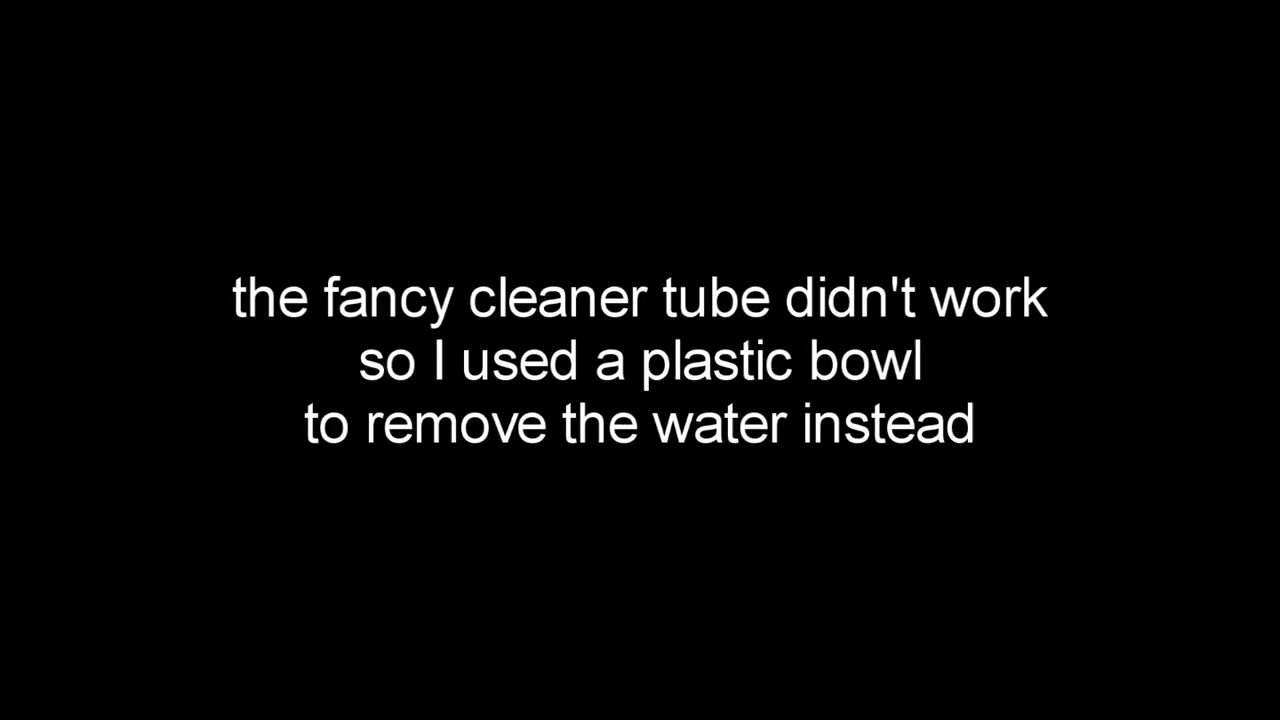 the fancy cleaner tube didn't work
so I used a plastic bowl
to remove the water instead